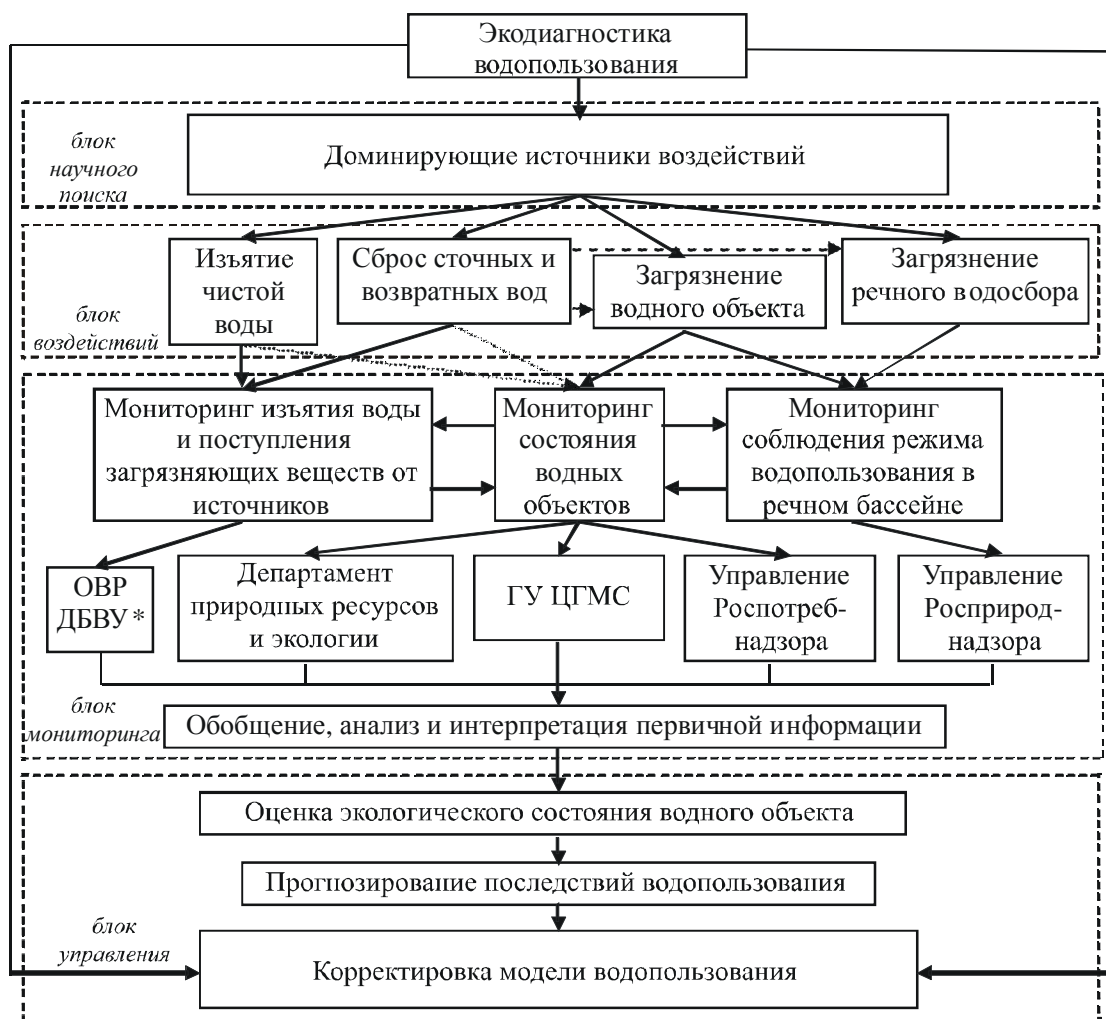 Экодиагностика
водопользования
блок
научного
поиска
Доминирующие источники воздействий
Изъятие
чистой
воды
Сброс сточных и
возвратных вод
Загрязнение
водного объекта
Загрязнение
речного водосбора
блок
воздействий
Мониторинг изъятия воды
и поступления
загрязняющих веществ от
источников
Мониторинг
состояния
водных
объектов
Мониторинг
соблюдения режима
водопользования в
речном бассейне
ОВР
ДБВУ*
Департамент
природных ресурсов
и экологии
ГУ ЦГМС
Управление
Роспотреб-
надзора
Управление
Росприрод-
надзора
блок
мониторинга
Обобщение, анализ и интерпретация первичной информации
Оценка экологического состояния водного объекта
Прогнозирование последствий водопользования
блок
управления
Корректировка модели водопользования